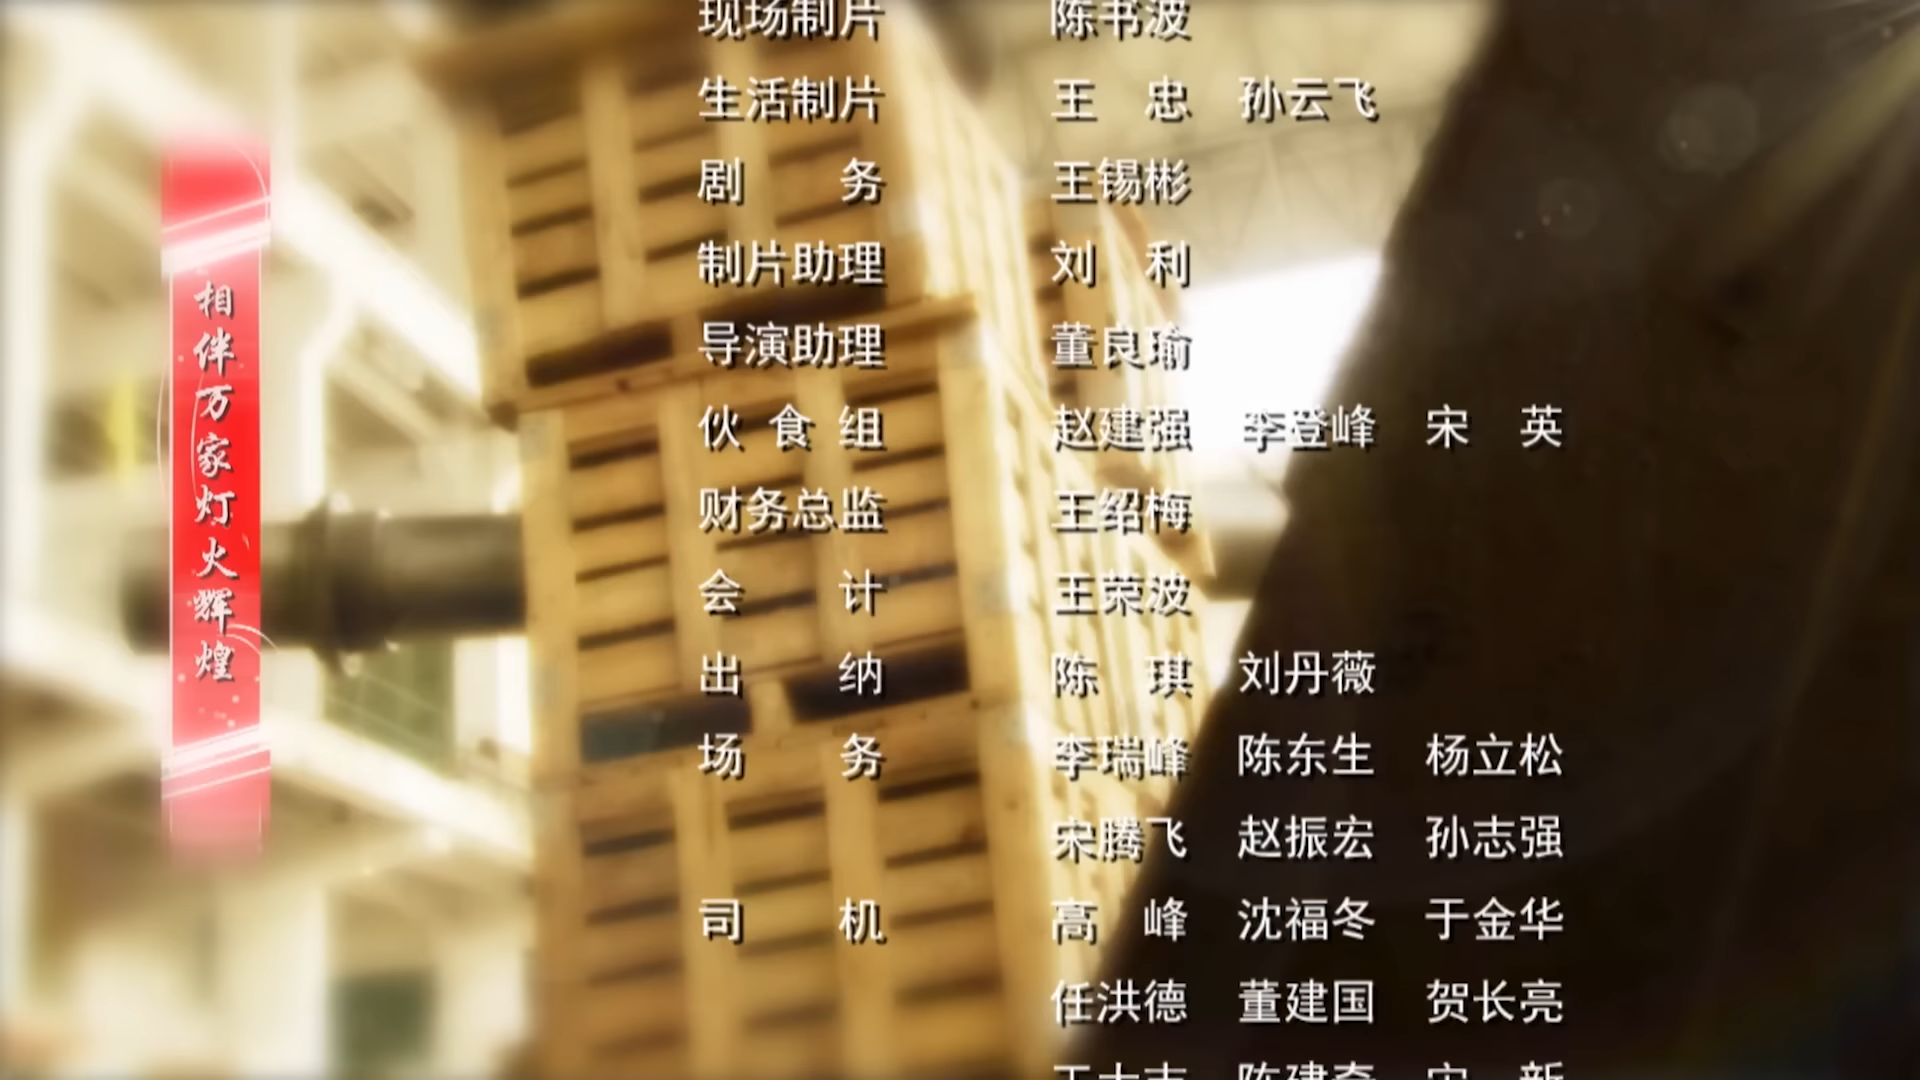 现场制片 陈书波
生活制片 王 忠 孙云飞
剧 务 王锡彬
制片助理 刘 利
导演助理 董良瑜
伙食组 赵建强 李登峰 宋 英
财务总监 王绍梅
会 计 王荣波
出 纳 陈 琪 刘丹薇
场 务 李瑞峰 陈东生 杨立松
宋腾飞 赵振宏 孙志强
司 机 高 峰 沈福冬 于金华
任洪德 董建国 贺长亮
相伴万家灯火辉煌